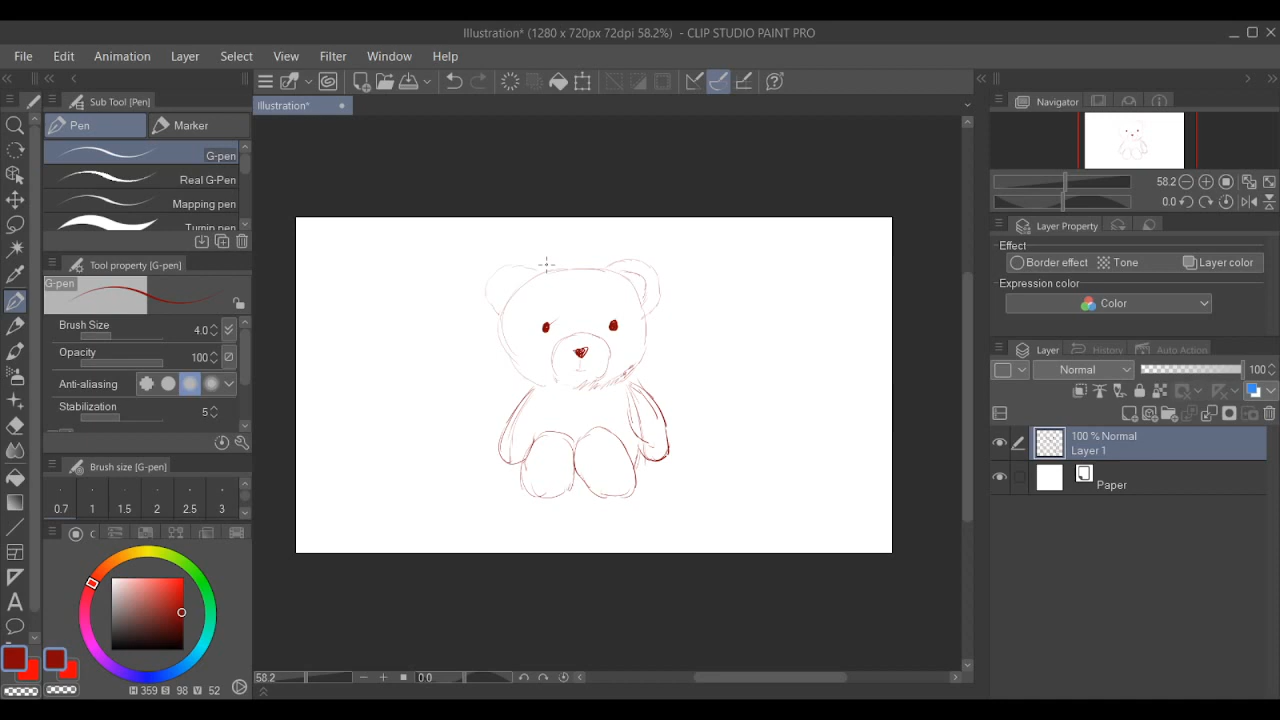 Illustration* (1280 x 720px 72dpi 58.2%) - CLIP STUDIO PAINT PRO
File Edit Animation Layer Select View Filter Window Help
Sub Tool [Pen]
Illustration*
Navigator
Pen Marker
G-pen
Real G-Pen
Mapping pen
Turnip pen
58.2
0.0
Layer Property
Effect
Border effect Tone Layer color
Expression color
Color
Tool property [G-pen]
G-pen
Brush Size 4.0
Opacity 100
Anti-aliasing
Stabilization 5
Layer History Auto Action
Normal 100
100 % Normal
Layer 1
Paper
Brush size [G-pen]
0.7 1 1.5 2 2.5 3
C
H 359 S 98 V 52
58.2 0.0